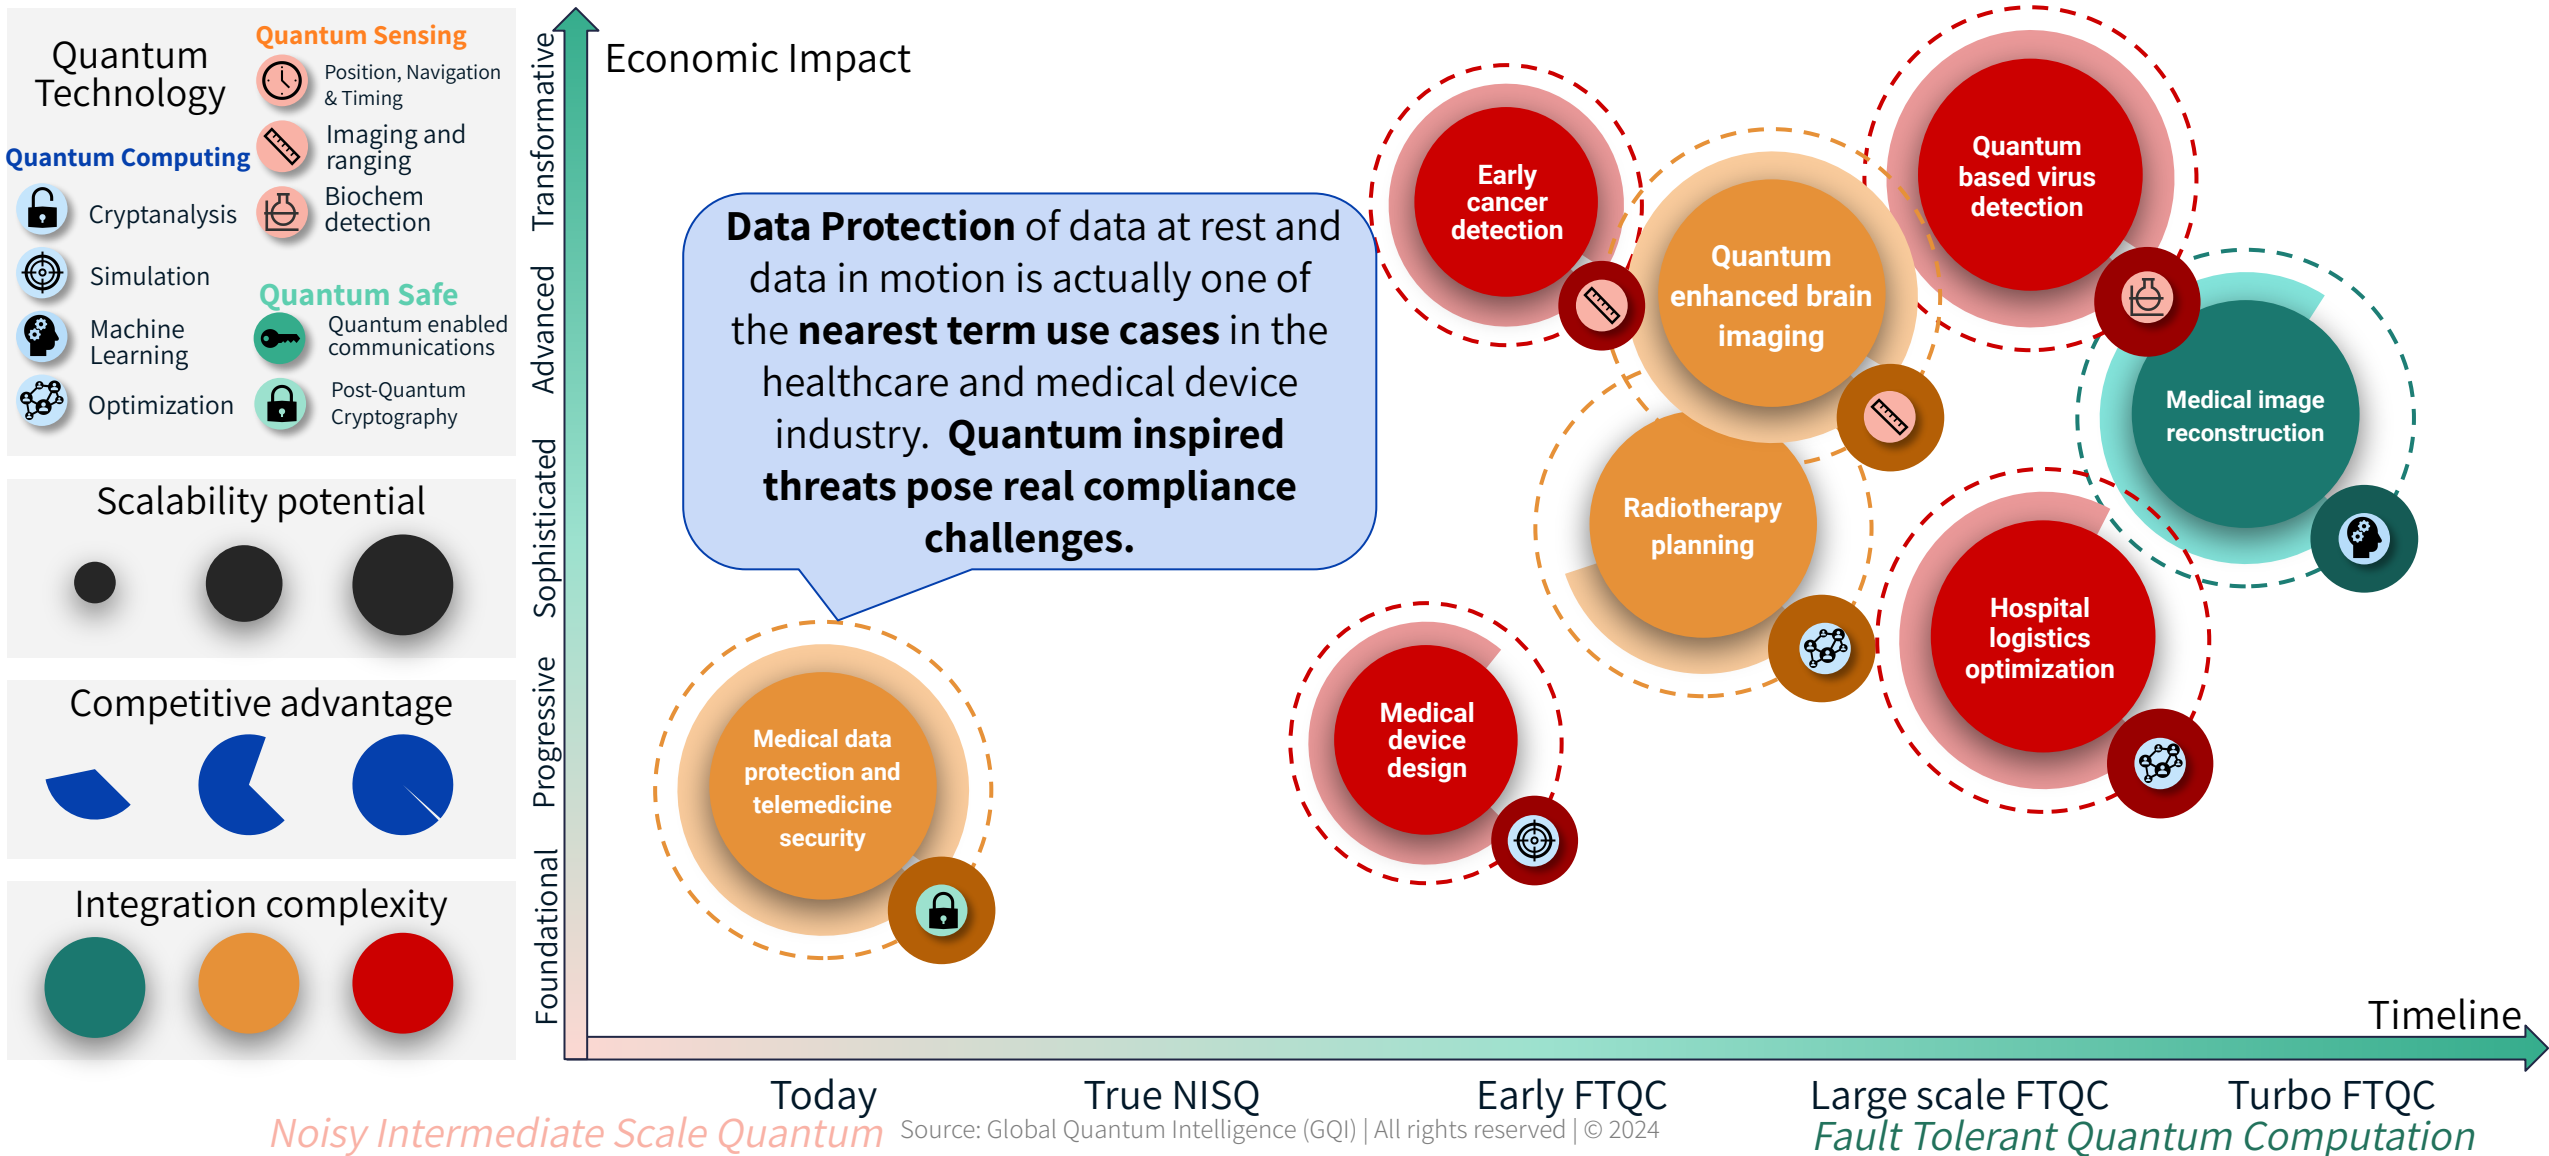 Quantum
Technology
Quantum Computing
Cryptanalysis
Simulation
Machine
Learning
Optimization
Quantum Sensing
Position, Navigation
& Timing
Imaging and
ranging
Biochem
detection
Quantum Safe
Quantum enabled
communications
Post-Quantum
Cryptography
Scalability potential
Competitive advantage
Integration complexity
Economic Impact
Transformative
Advanced
Sophisticated
Progressive
Foundational
Data Protection of data at rest and
data in motion is actually one of
the nearest term use cases in the
healthcare and medical device
industry. Quantum inspired
threats pose real compliance
challenges.
Medical data
protection and
telemedicine
security
Early
cancer
detection
Quantum
enhanced brain
imaging
Quantum
based virus
detection
Medical image
reconstruction
Radiotherapy
planning
Hospital
logistics
optimization
Medical
device
design
Timeline
Today
True NISQ
Early FTQC
Large scale FTQC
Turbo FTQC
Noisy Intermediate Scale Quantum
Source: Global Quantum Intelligence (GQI) | All rights reserved | © 2024
Fault Tolerant Quantum Computation